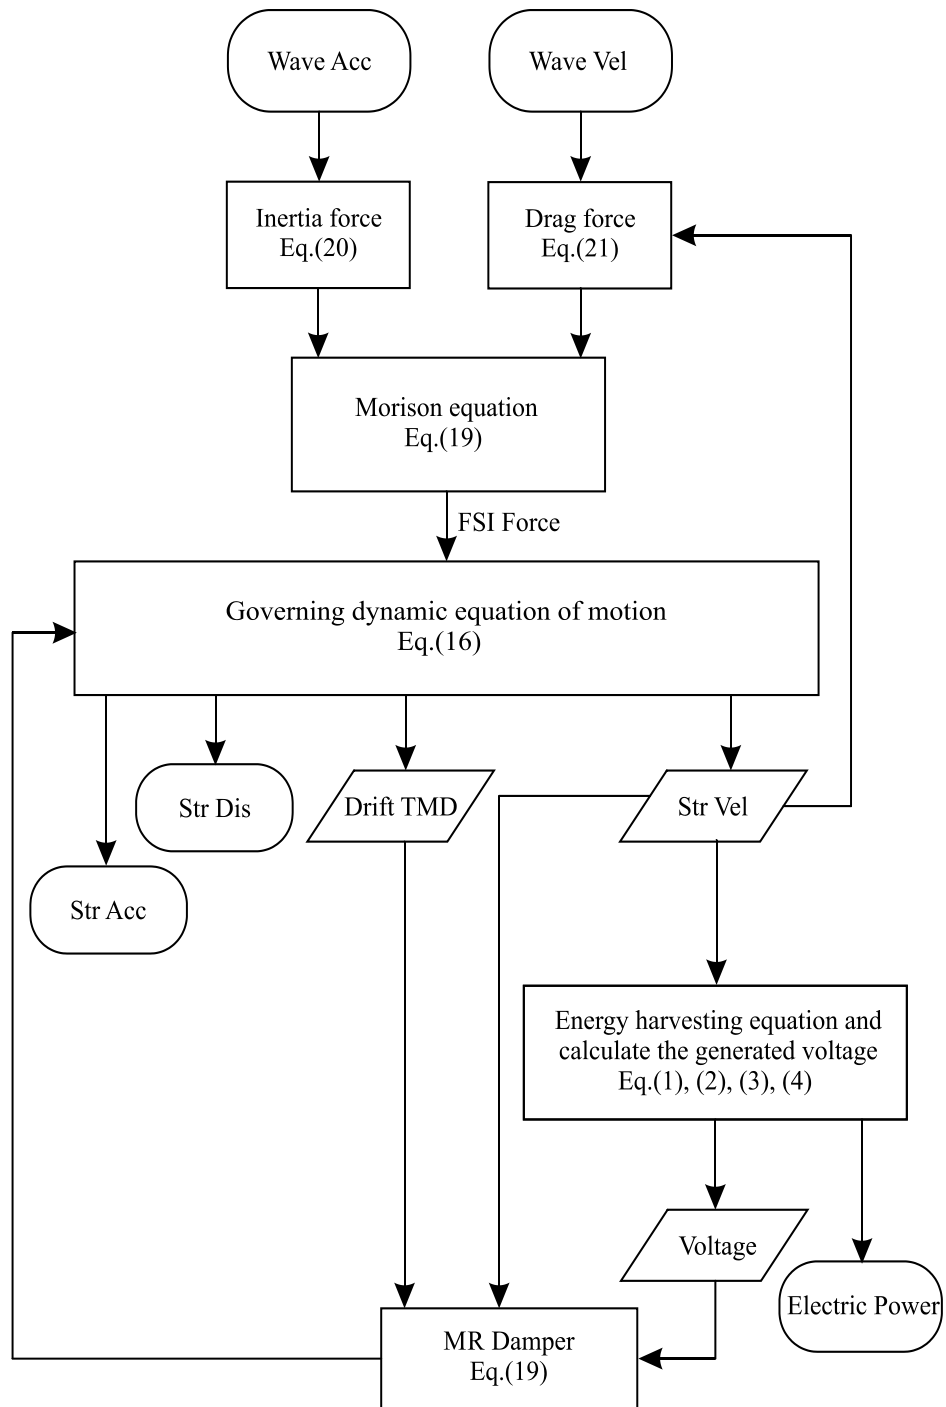 Wave Acc
Wave Vel
Inertia force
Eq.(20)
Drag force
Eq.(21)
Morison equation
Eq.(19)
FSI Force
Governing dynamic equation of motion
Eq.(16)
Str Dis
Drift TMD
Str Vel
Str Acc
Energy harvesting equation and
calculate the generated voltage
Eq.(1), (2), (3), (4)
Voltage
Electric Power
MR Damper
Eq.(19)